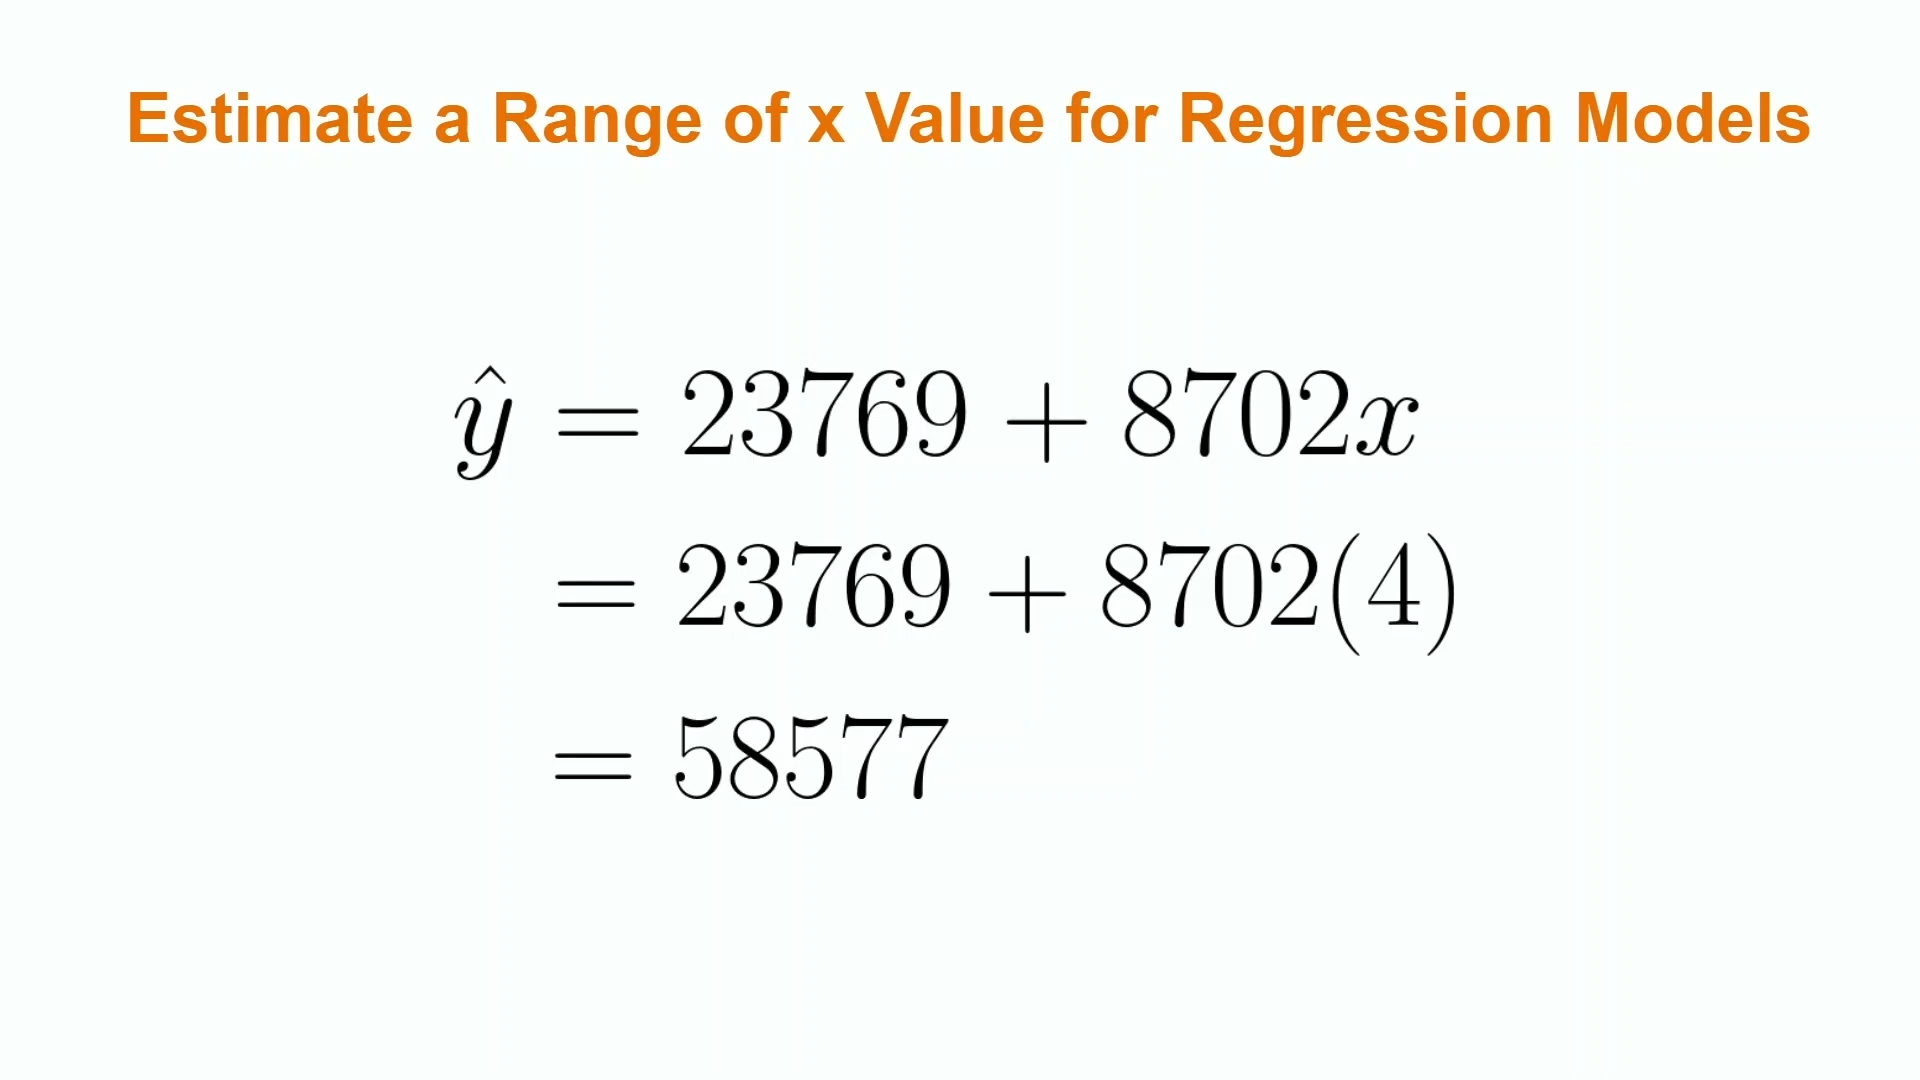 Estimate a Range of x Value for Regression Models
ŷ = 23769 + 8702x
= 23769 + 8702(4)
= 58577